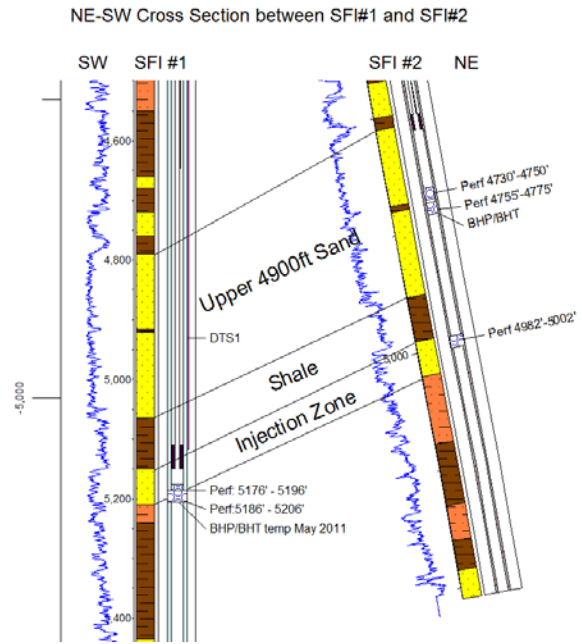 NE-SW Cross Section between SFI#1 and SFI#2
SW SFI #1 SFI #2 NE
4,600
Perf 4730'-4750'
Perf 4755'-4775'
BHP/BHT
4,800
Upper 4900ft Sand
DTS1
Perf 4982'-5002'
5,000
5,000
-5,000
Shale
Injection Zone
5,200
Perf: 5176' - 5196'
Perf:5186' - 5206'
BHP/BHT temp May 2011
,400